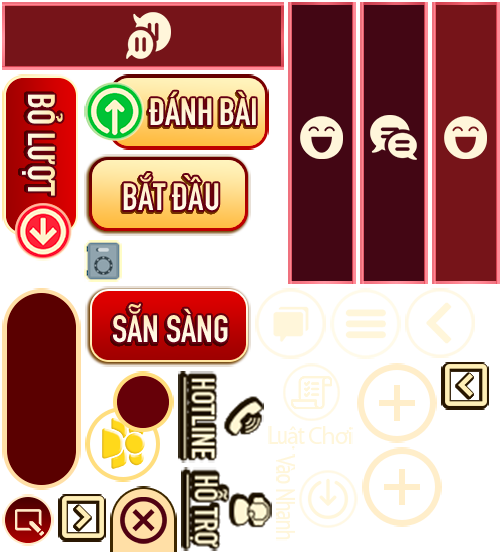 ĐÁNH BÀI
BỎ LƯỢT
BẮT ĐẦU
SẴN SÀNG
HOTLINE
Luật Chơi
Vào Nhanh
HỖ TRỢ